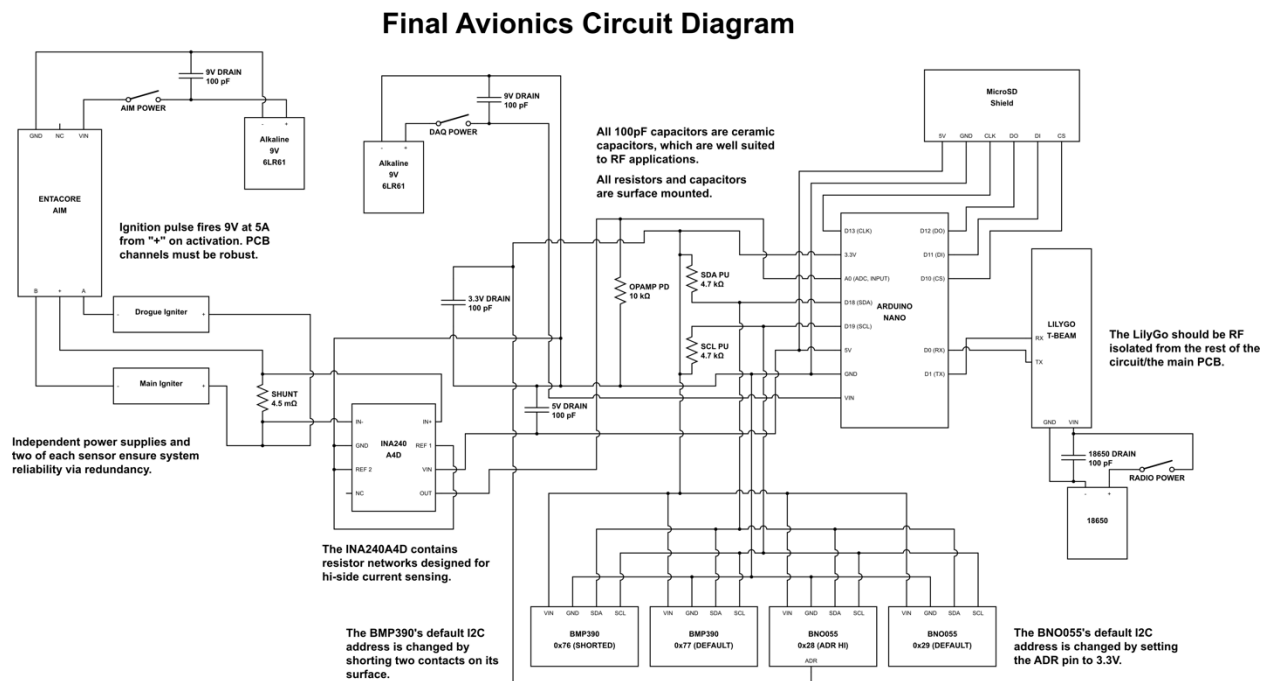 Final Avionics Circuit Diagram
9V DRAIN
100 pF
AIM POWER
GND
NC
VIN
-
+
Alkaline
9V
6LR61
ENTACORE
AIM
B
+
A
Ignition pulse fires 9V at 5A
from "+" on activation. PCB
channels must be robust.
-
Drogue Igniter
+
-
Main Igniter
+
SHUNT
4.5 mΩ
Independent power supplies and
two of each sensor ensure system
reliability via redundancy.
9V DRAIN
100 pF
DAQ POWER
-
+
Alkaline
9V
6LR61
All 100pF capacitors are ceramic
capacitors, which are well suited
to RF applications.
All resistors and capacitors
are surface mounted.
3.3V DRAIN
100 pF
OPAMP PD
10 kΩ
SDA PU
4.7 kΩ
SCL PU
4.7 kΩ
5V DRAIN
100 pF
IN-
IN+
GND
REF 1
INA240
A4D
REF 2
VIN
NC
OUT
The INA240A4D contains
resistor networks designed for
hi-side current sensing.
MicroSD
Shield
5V
GND
CLK
DO
DI
CS
D13 (CLK)
D12 (DO)
3.3V
D11 (DI)
A0 (ADC, INPUT)
D10 (CS)
D18 (SDA)
ARDUINO
NANO
D19 (SCL)
5V
D0 (RX)
GND
D1 (TX)
VIN
LILYGO
T-BEAM
RX
TX
GND
VIN
The LilyGo should be RF
isolated from the rest of the
circuit/the main PCB.
18650 DRAIN
100 pF
RADIO POWER
-
+
18650
VIN
GND
SDA
SCL
BMP390
0x76 (SHORTED)
VIN
GND
SDA
SCL
BMP390
0x77 (DEFAULT)
VIN
GND
SDA
SCL
BNO055
0x28 (ADR HI)
ADR
VIN
GND
SDA
SCL
BNO055
0x29 (DEFAULT)
The BMP390's default I2C
address is changed by
shorting two contacts on its
surface.
The BNO055's default I2C
address is changed by setting
the ADR pin to 3.3V.